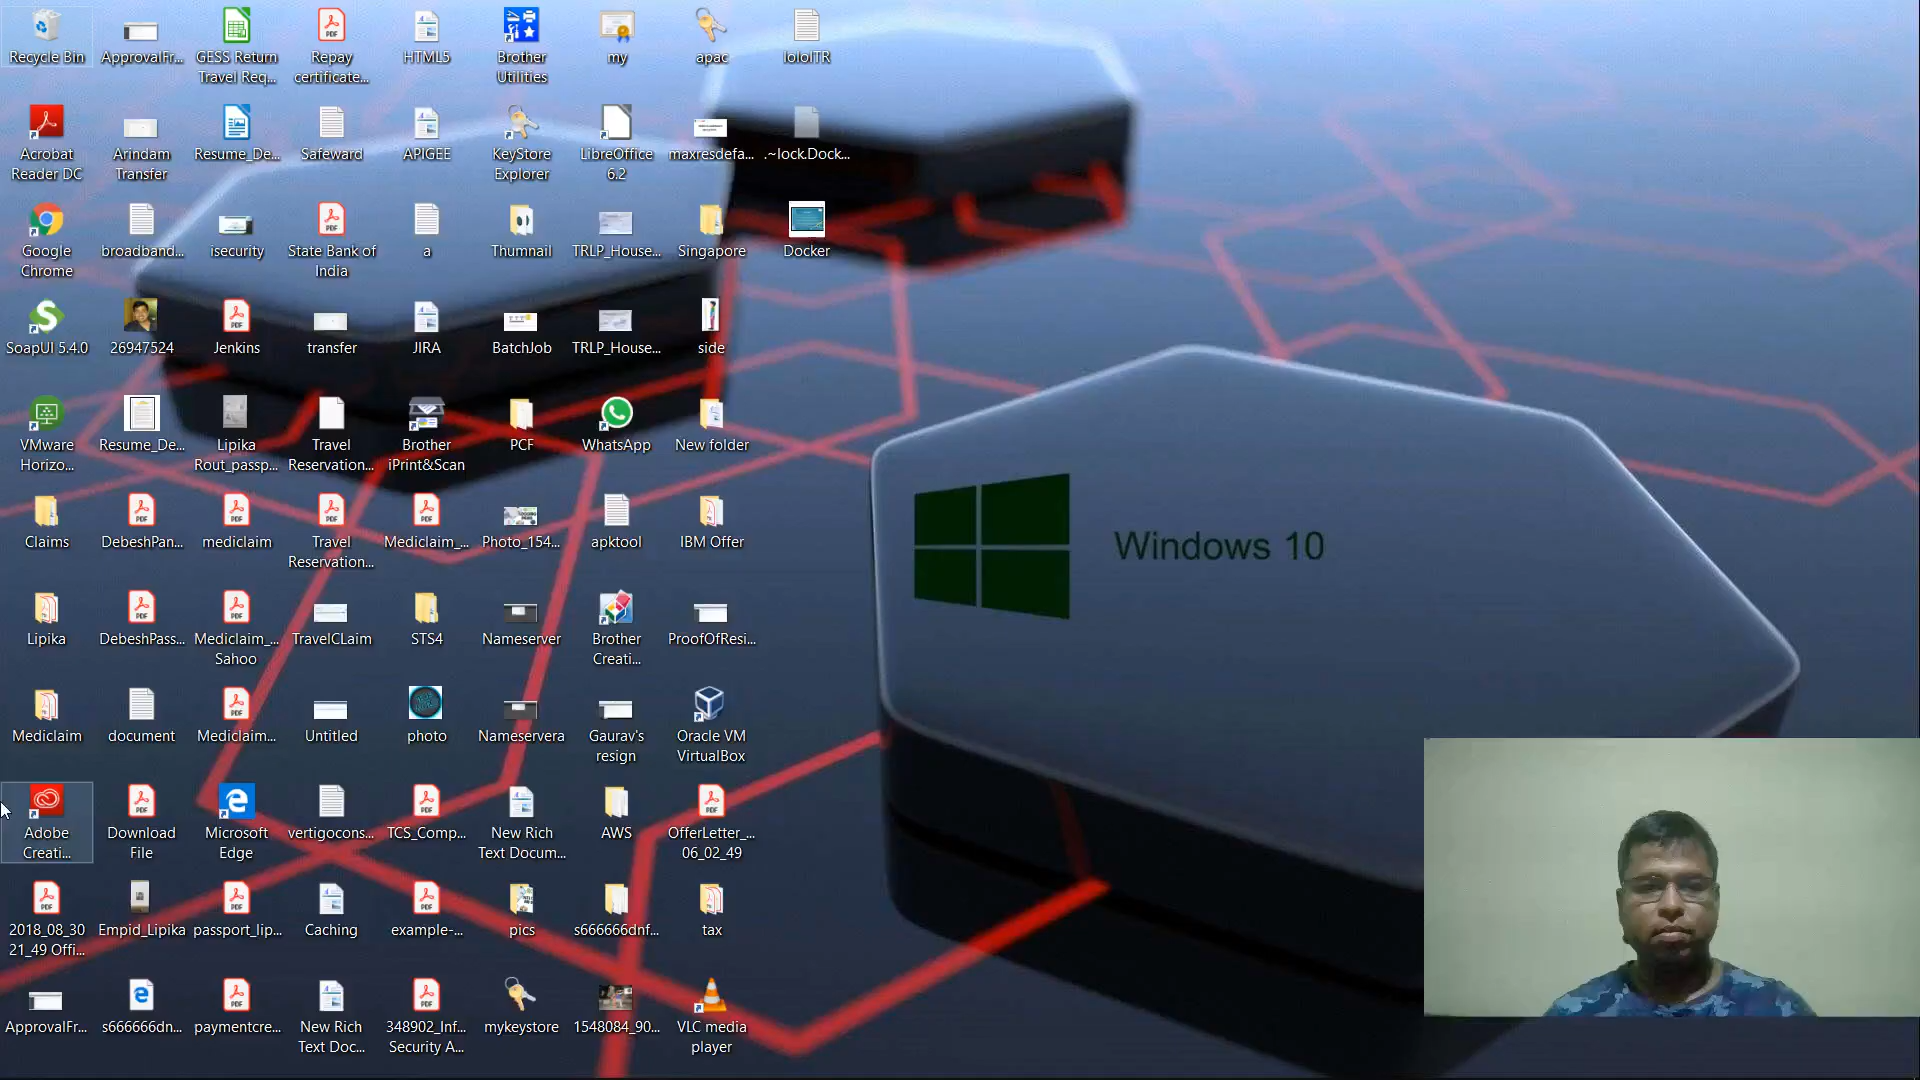 Recycle Bin
ApprovalFr...
GESS Return
Travel Req...
Repay
certificate...
HTML5
Brother
Utilities
my
apac
Acrobat
Reader DC
Arindam
Transfer
Resume_De...
Safeward
APIGEE
KeyStore
Explorer
LibreOffice
6.2
maxresdefa...
.~lock.Dock...
Google
Chrome
broadband...
isecurity
State Bank of
India
a
Thumnail
TRLP_House...
Singapore
Docker
SoapUI 5.4.0
26947524
Jenkins
transfer
JIRA
BatchJob
TRLP_House...
side
VMware
Horizo...
Resume_De...
Lipika
Rout_passp...
Travel
Reservation...
Brother
iPrint&Scan
PCF
WhatsApp
New folder
Claims
DebeshPan...
mediclaim
Travel
Reservation...
Mediclaim_...
Photo_154...
apktool
IBM Offer
Windows 10
Lipika
DebeshPass...
Mediclaim_...
Sahoo
TravelCLaim
STS4
Nameserver
Brother
Creati...
ProofOfResi...
Mediclaim
document
Mediclaim...
Untitled
photo
Nameservera
Gaurav's
resign
Oracle VM
VirtualBox
Adobe
Creati...
Download
File
Microsoft
Edge
vertigocons...
TCS_Comp...
New Rich
Text Docum...
AWS
OfferLetter_...
06_02_49
2018_08_30
21_49 Offi...
Empid_Lipika
passport_lip...
Caching
example-...
pics
s666666dnf...
tax
ApprovalFr...
s666666dn...
paymentcre...
New Rich
Text Doc...
348902_Inf...
Security A...
mykeystore
1548084_90...
VLC media
player